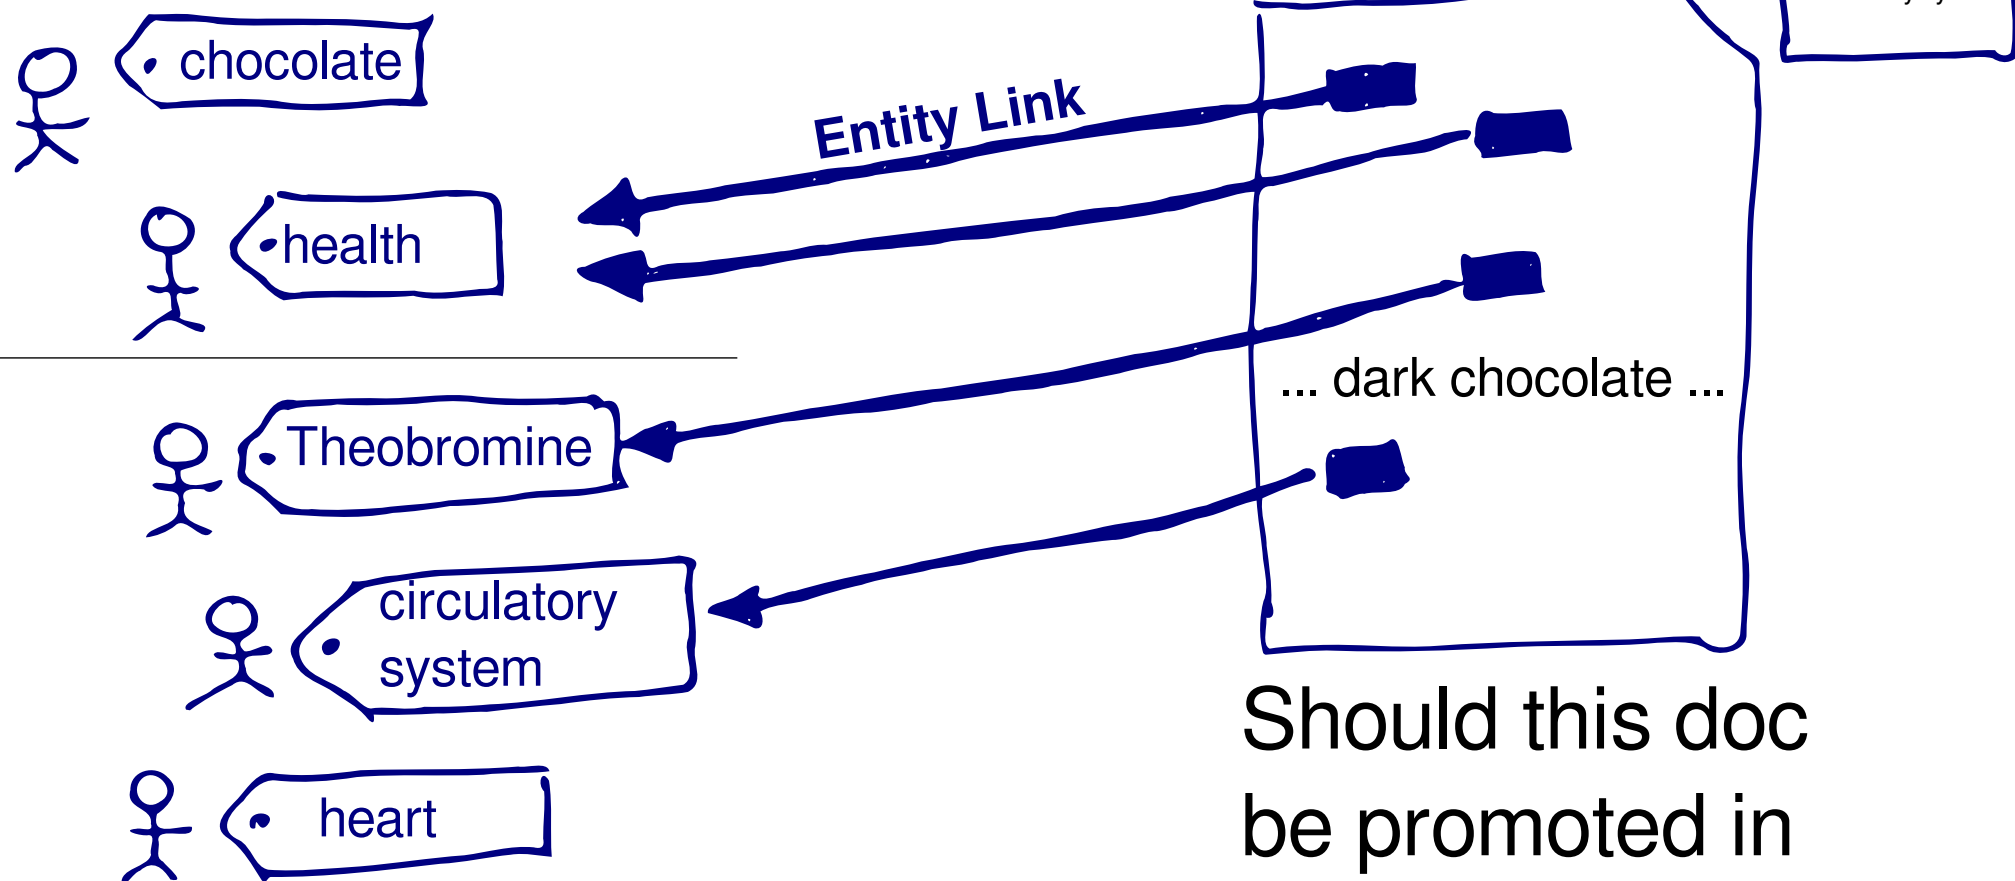 chocolate
Entity Link
health
... dark chocolate ...
Theobromine
circulatory
system
Should this doc
be promoted in
heart